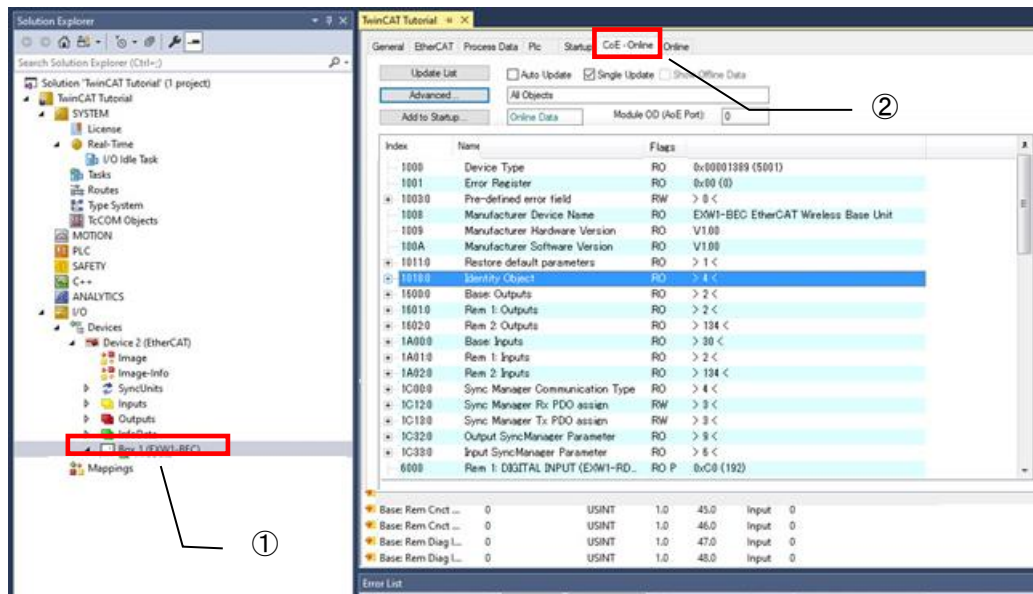 Solution Explorer
Search Solution Explorer (Ctrl+;)
Solution 'TwinCAT Tutorial' (1 project)
TwinCAT Tutorial
SYSTEM
License
Real-Time
I/O Idle Task
Tasks
Routes
Type System
TcCOM Objects
MOTION
PLC
SAFETY
C++
ANALYTICS
I/O
Devices
Device 2 (EtherCAT)
Image
Image-Info
SyncUnits
Inputs
Outputs
InfoData
Box 1 (EXW1-BEC)
Mappings
①
TwinCAT Tutorial
General EtherCAT Process Data Plc Startup CoE - Online Online
Update List Auto Update Single Update Show Offline Data
Advanced... All Objects
Add to Startup... Online Data Module OD (AoE Port): 0
②
Index Name Flags
1000 Device Type RO 0x00001389 (5001)
1001 Error Register RO 0x00 (0)
1003:0 Pre-defined error field RW > 0 <
1008 Manufacturer Device Name RO EXW1-BEC EtherCAT Wireless Base Unit
1009 Manufacturer Hardware Version RO V1.00
100A Manufacturer Software Version RO V1.00
1011:0 Restore default parameters RO > 1 <
1018:0 Identity Object RO > 4 <
1600:0 Base: Outputs RO > 2 <
1601:0 Rem 1: Outputs RO > 2 <
1602:0 Rem 2: Outputs RO > 134 <
1A00:0 Base: Inputs RO > 30 <
1A01:0 Rem 1: Inputs RO > 2 <
1A02:0 Rem 2: Inputs RO > 134 <
1C00:0 Sync Manager Communication Type RO > 4 <
1C12:0 Sync Manager Rx PDO assign RW > 3 <
1C13:0 Sync Manager Tx PDO assign RW > 3 <
1C32:0 Output SyncManager Parameter RO > 9 <
1C33:0 Input SyncManager Parameter RO > 6 <
6000 Rem 1: DIGITAL INPUT (EXW1-RD... RO P 0xC0 (192)
Base: Rem Cnct ... 0 USINT 1.0 45.0 Input 0
Base: Rem Cnct ... 0 USINT 1.0 46.0 Input 0
Base: Rem Diag I... 0 USINT 1.0 47.0 Input 0
Base: Rem Diag I... 0 USINT 1.0 48.0 Input 0
Error List